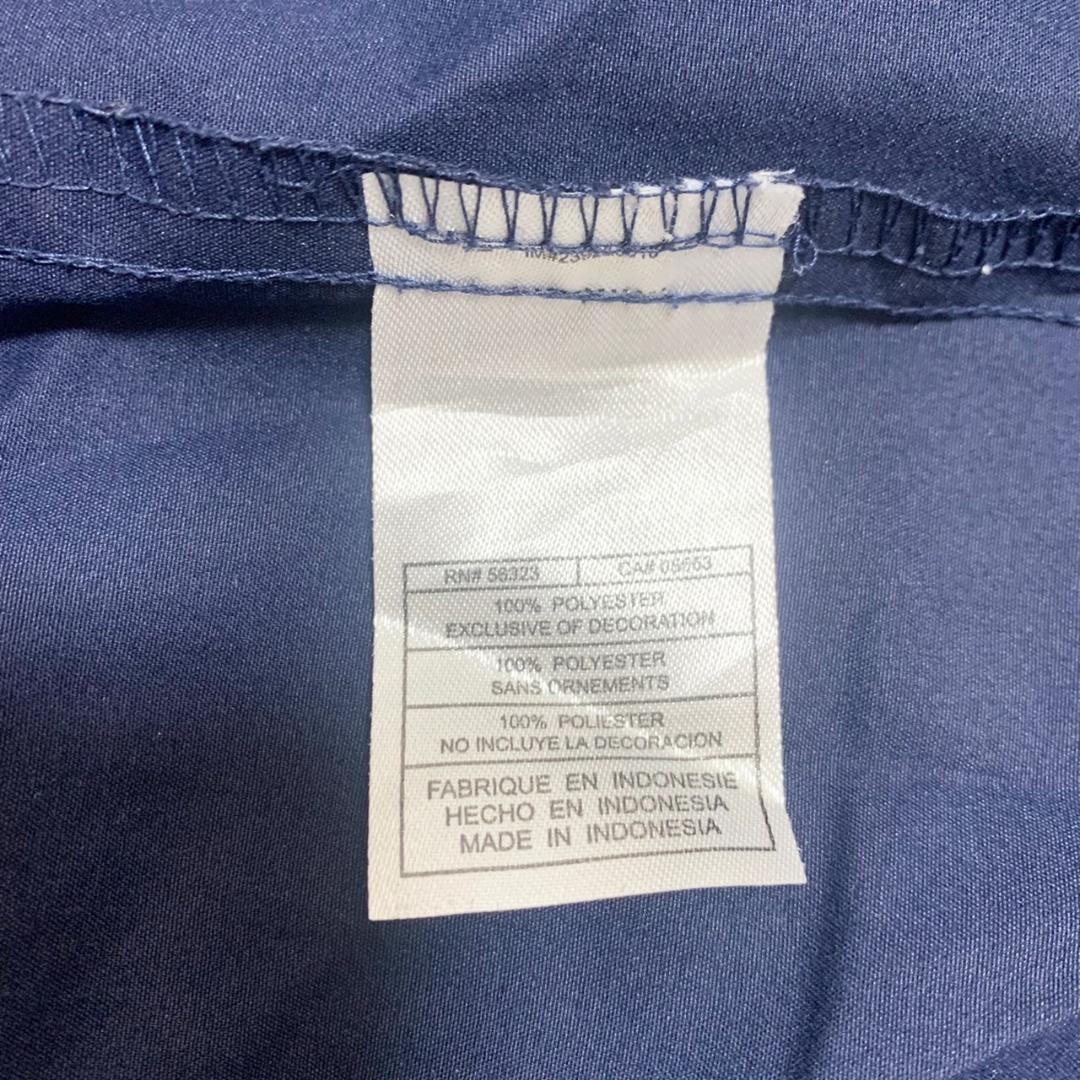 RN# 56323 CA# 05553
100% POLYESTER
EXCLUSIVE OF DECORATION
100% POLYESTER
SANS ORNEMENTS
100% POLIESTER
NO INCLUYE LA DECORACION
FABRIQUE EN INDONESIE
HECHO EN INDONESIA
MADE IN INDONESIA